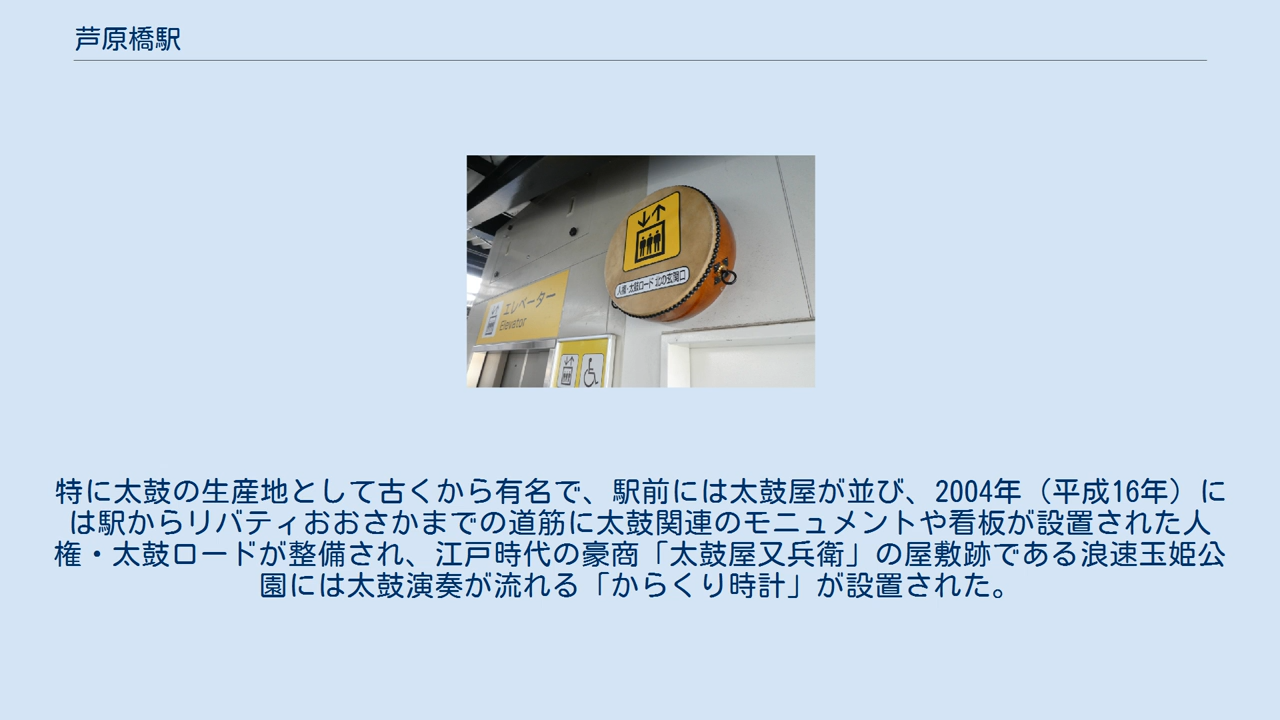 芦原橋駅
人権・太鼓ロード 北の玄関口
エレベーター
Elevator
特に太鼓の生産地として古くから有名で、駅前には太鼓屋が並び、2004年（平成16年）に
は駅からリバティおおさかまでの道筋に太鼓関連のモニュメントや看板が設置された人
権・太鼓ロードが整備され、江戸時代の豪商「太鼓屋又兵衛」の屋敷跡である浪速玉姫公
園には太鼓演奏が流れる「からくり時計」が設置された。